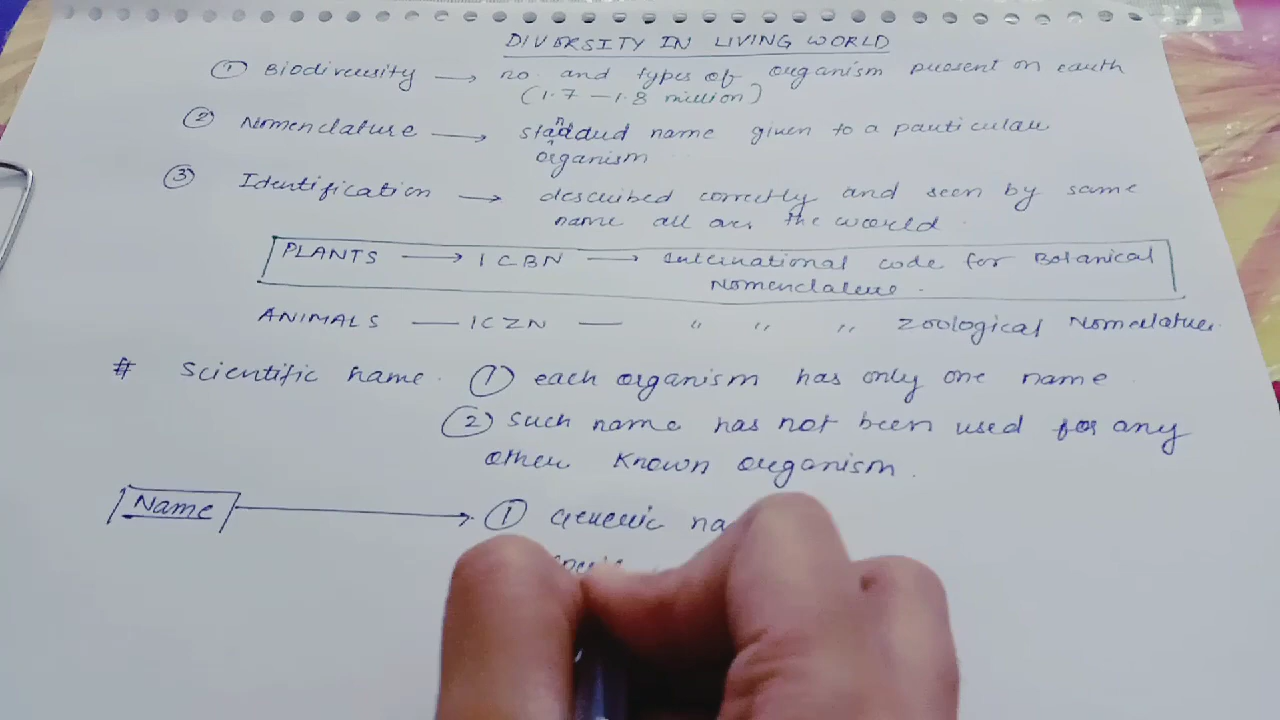 DIVERSITY IN LIVING WORLD
① Biodiversity → no. and types of organism present on earth
(1.7 – 1.8 million)
② Nomenclature → standard name given to a particular
organism
③ Identification → described correctly and seen by same
name all over the world
PLANTS → ICBN → International code for Botanical
Nomenclature.
ANIMALS — ICZN — " " " Zoological Nomenclature
# Scientific name. ① each organism has only one name
② Such name has not been used for any
other known organism.
Name → ① Generic